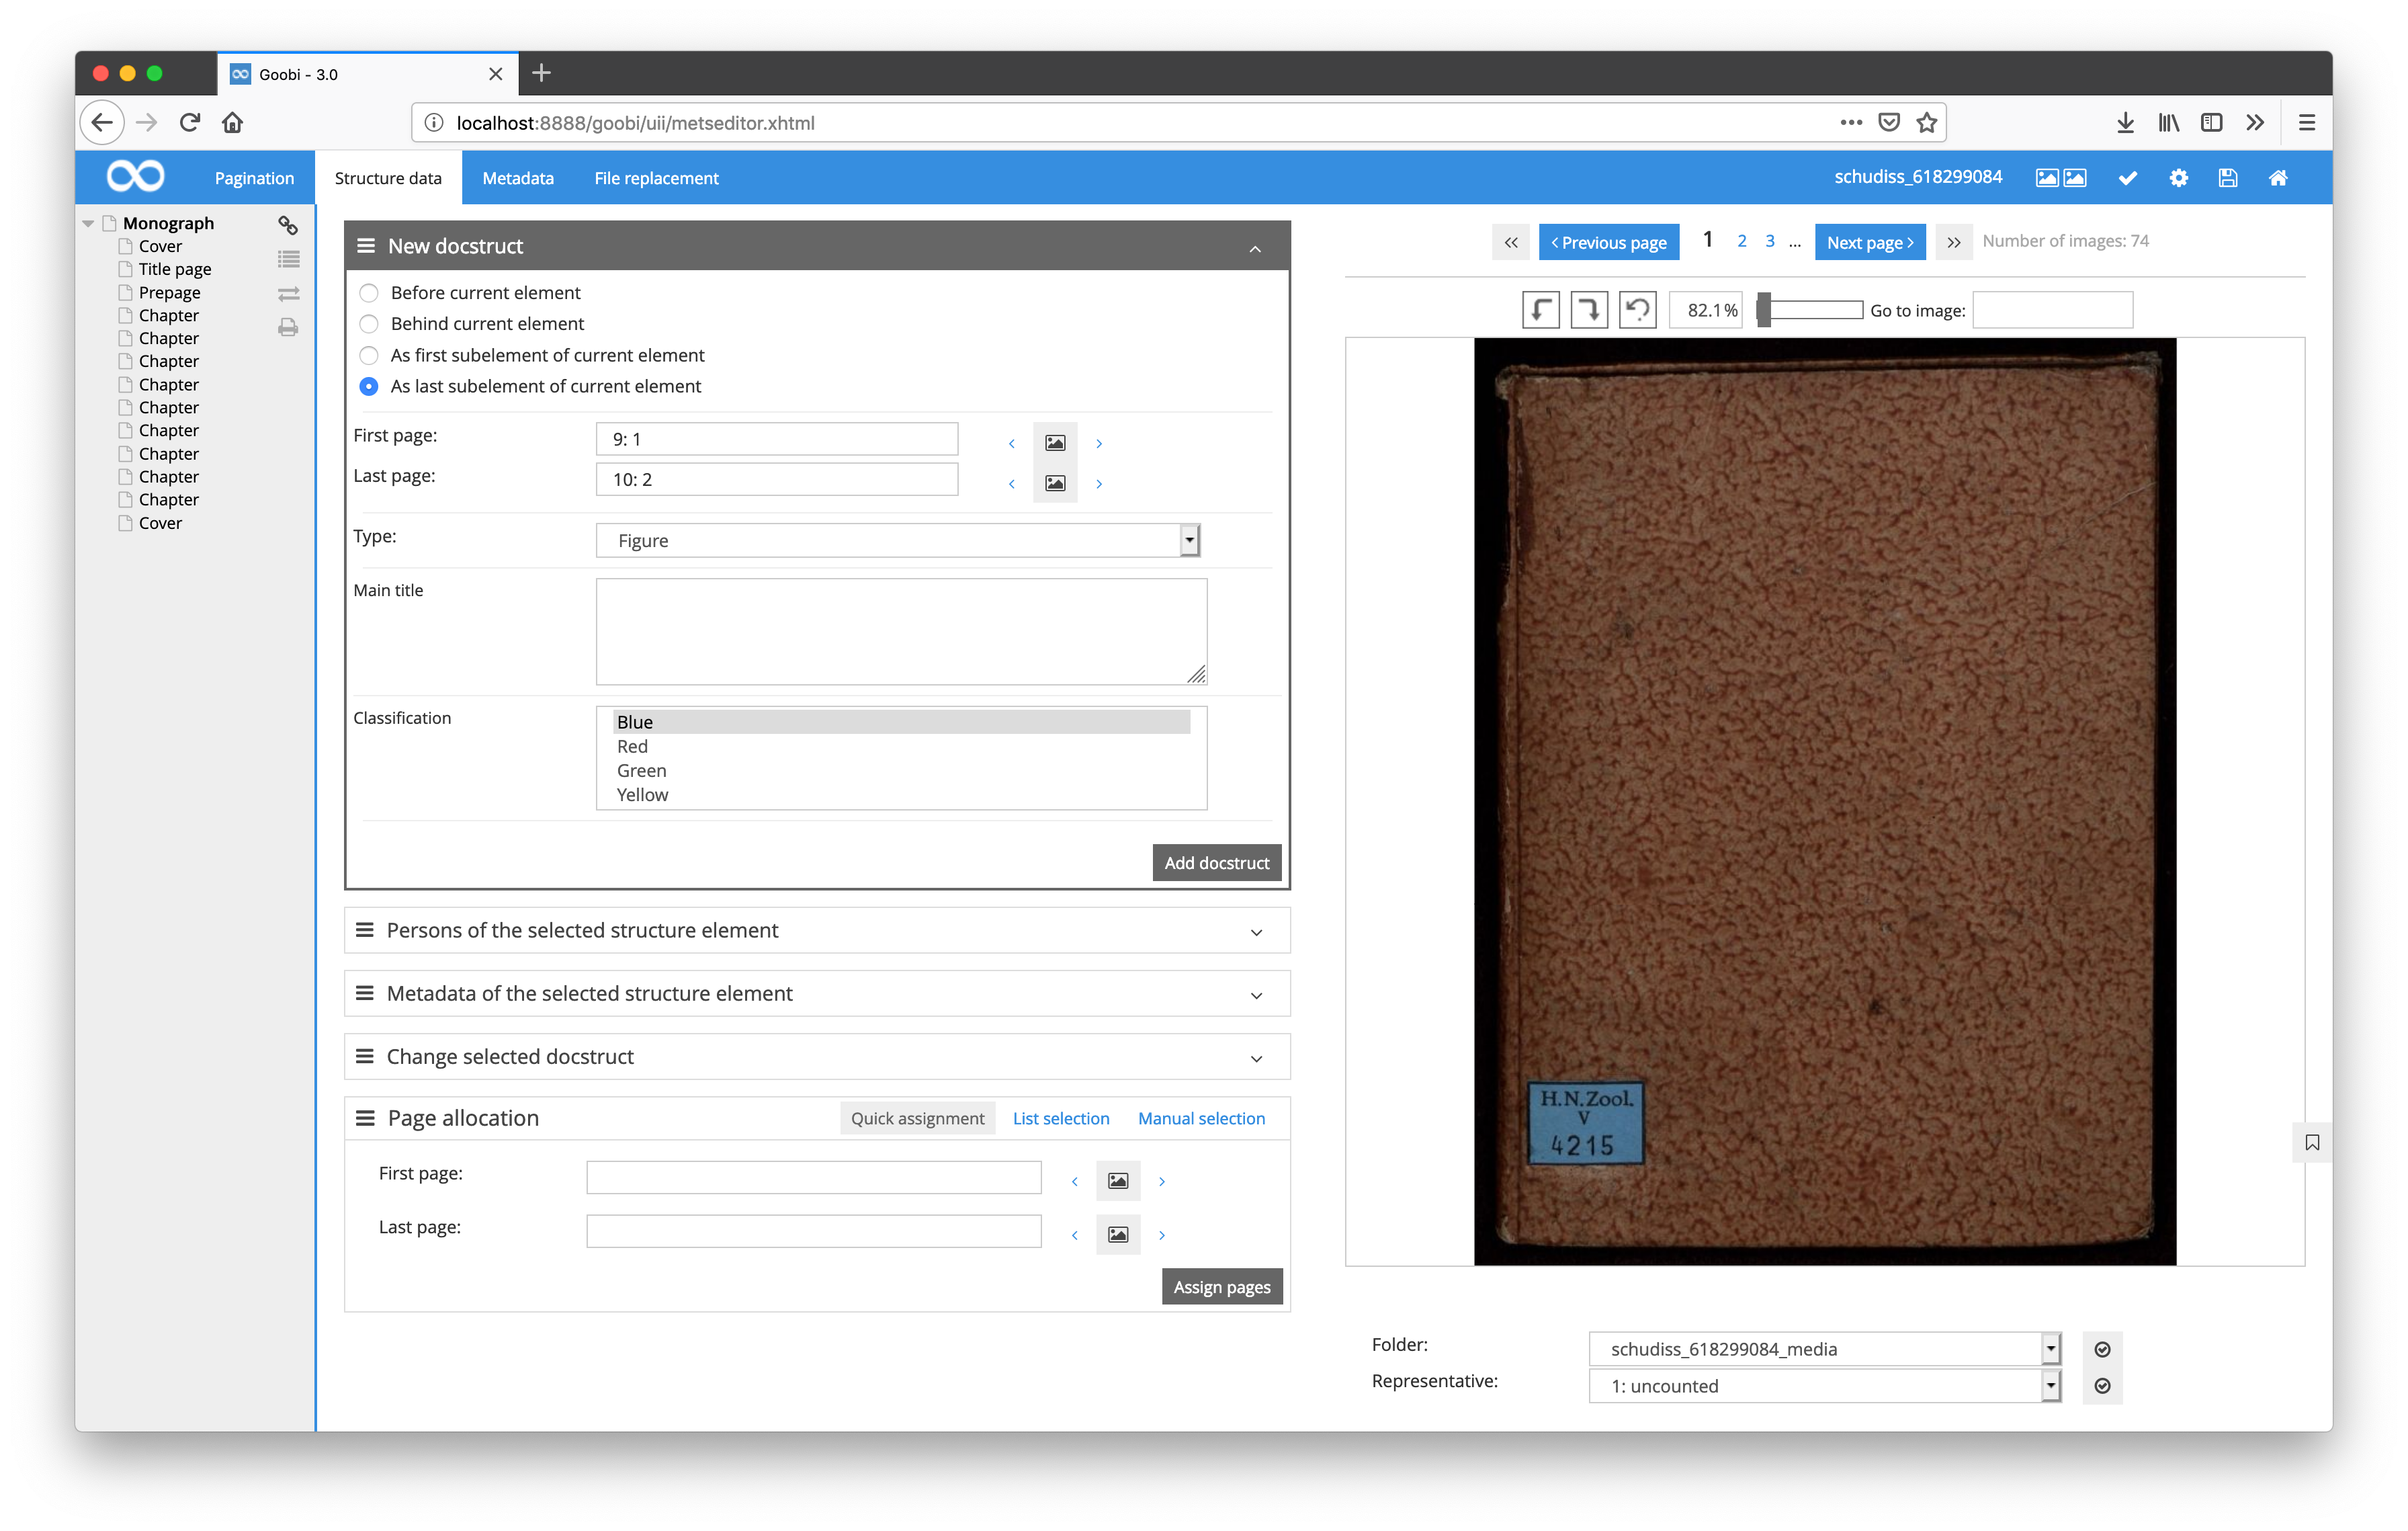 Goobi - 3.0
localhost:8888/goobi/uii/metseditor.xhtml
Pagination
Structure data
Metadata
File replacement
schudiss_618299084
Monograph
Cover
Title page
Prepage
Chapter
Chapter
Chapter
Chapter
Chapter
Chapter
Chapter
Chapter
Chapter
Cover
New docstruct
Before current element
Behind current element
As first subelement of current element
As last subelement of current element
First page:
9: 1
Last page:
10: 2
Type:
Figure
Main title
Classification
Blue
Red
Green
Yellow
Add docstruct
Persons of the selected structure element
Metadata of the selected structure element
Change selected docstruct
Page allocation
Quick assignment
List selection
Manual selection
First page:
Last page:
Assign pages
« ‹ Previous page 1 2 3 ... Next page › » Number of images: 74
82.1% Go to image:
H.N.Zool.
V
4215
Folder:
schudiss_618299084_media
Representative:
1: uncounted